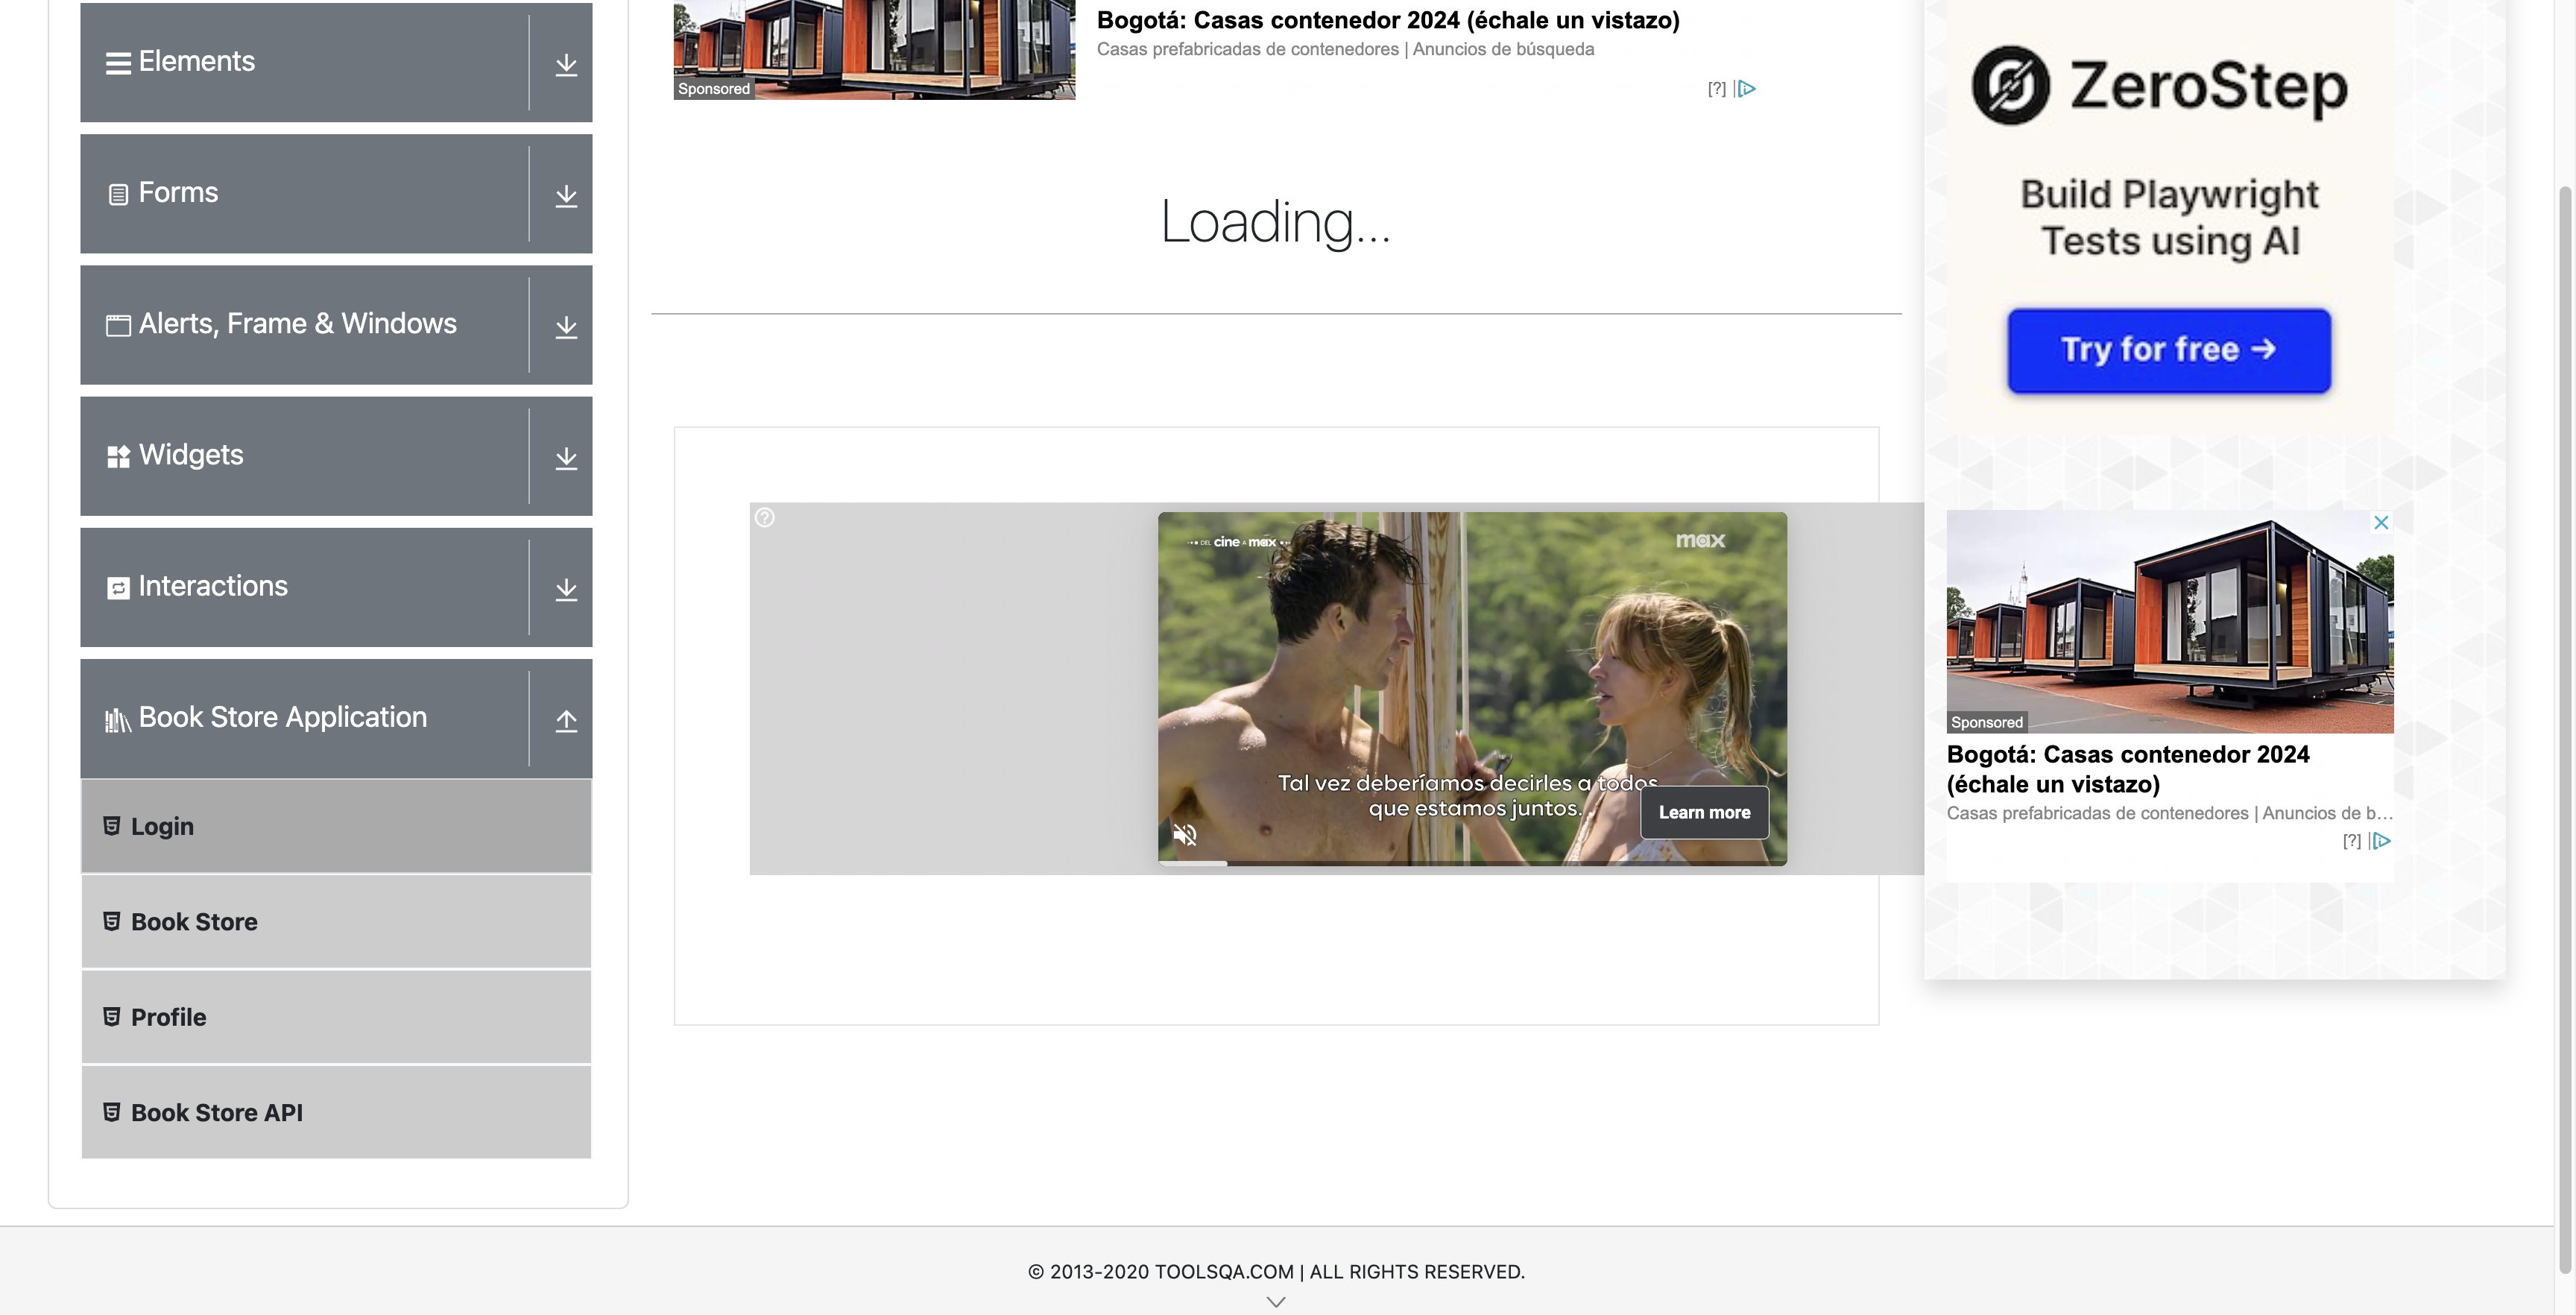 Elements
Forms
Alerts, Frame & Windows
Widgets
Interactions
Book Store Application
Login
Book Store
Profile
Book Store API
Sponsored
Bogotá: Casas contenedor 2024 (échale un vistazo)
Casas prefabricadas de contenedores | Anuncios de búsqueda
[?]
Loading...
DEL cine A max
max
Tal vez deberíamos decirles a todos
que estamos juntos.
Learn more
ZeroStep
Build Playwright
Tests using AI
Try for free →
Sponsored
Bogotá: Casas contenedor 2024
(échale un vistazo)
Casas prefabricadas de contenedores | Anuncios de b...
[?]
© 2013-2020 TOOLSQA.COM | ALL RIGHTS RESERVED.